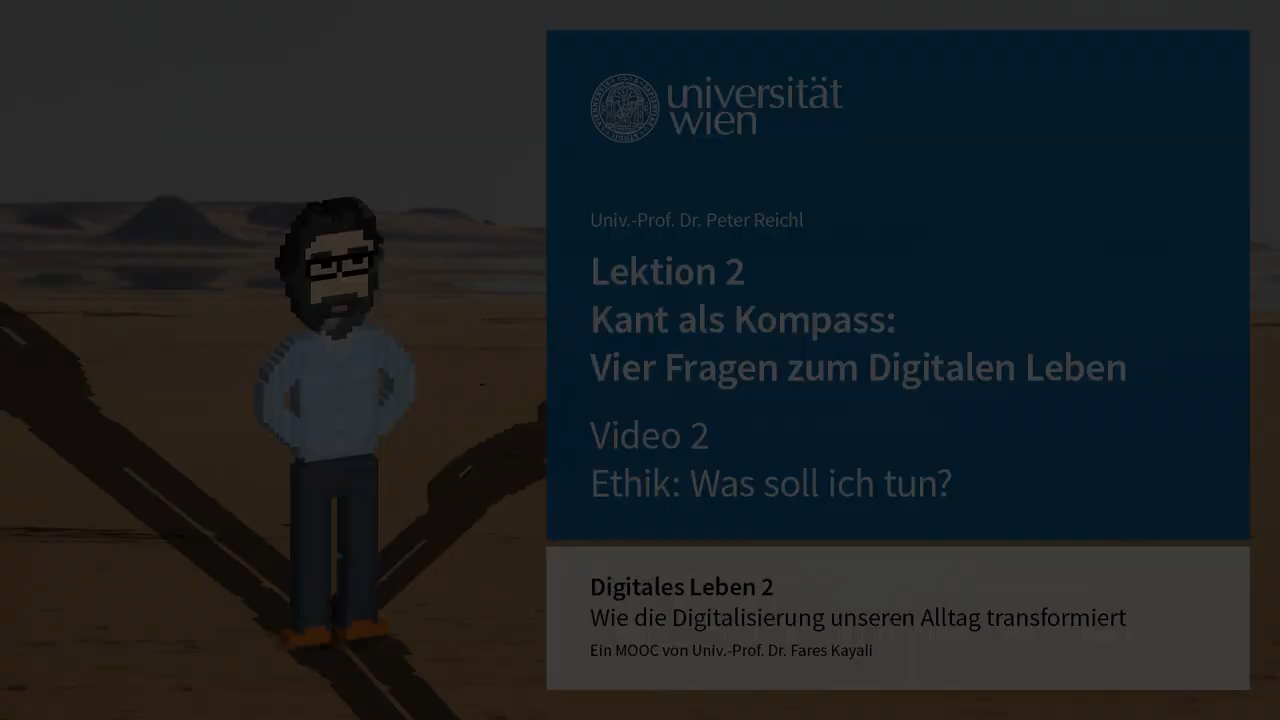 universität
wien
Univ.-Prof. Dr. Peter Reichl
Lektion 2
Kant als Kompass:
Vier Fragen zum Digitalen Leben
Video 2
Ethik: Was soll ich tun?
Digitales Leben 2
Wie die Digitalisierung unseren Alltag transformiert
Ein MOOC von Univ.-Prof. Dr. Fares Kayali